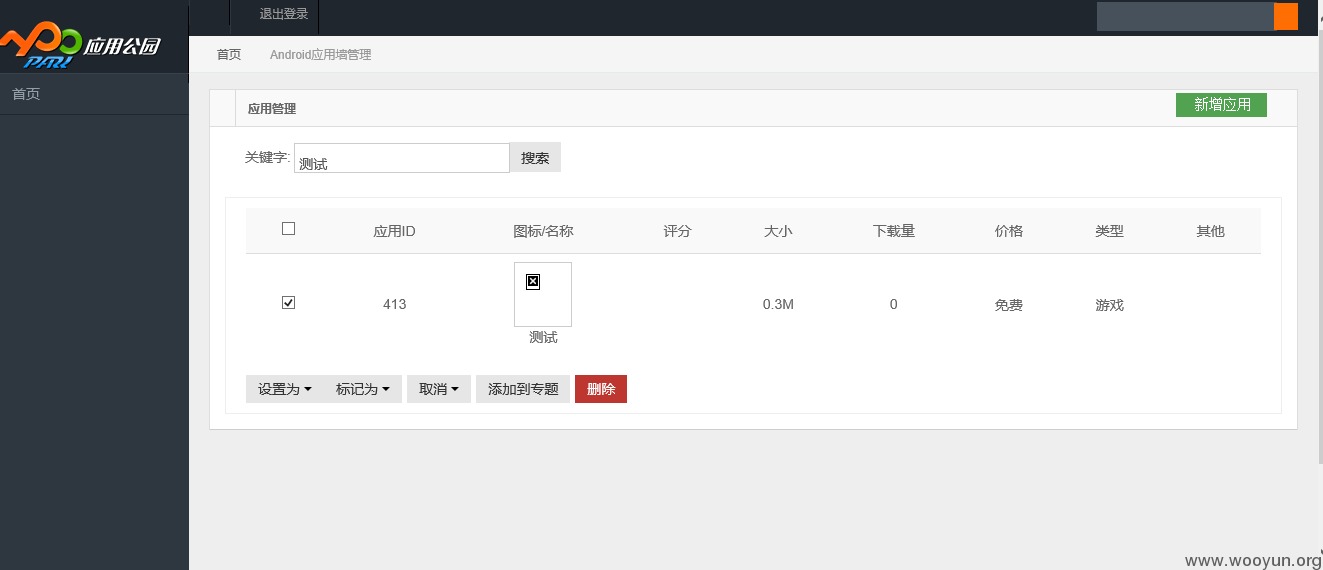 退出登录
应用公园
PARK
首页 Android应用墙管理
首页
应用管理 新增应用
关键字: 测试 搜索
应用ID 图标/名称 评分 大小 下载量 价格 类型 其他
413 0.3M 0 免费 游戏
测试
设置为 标记为 取消 添加到专题 删除
www.wooyun.org